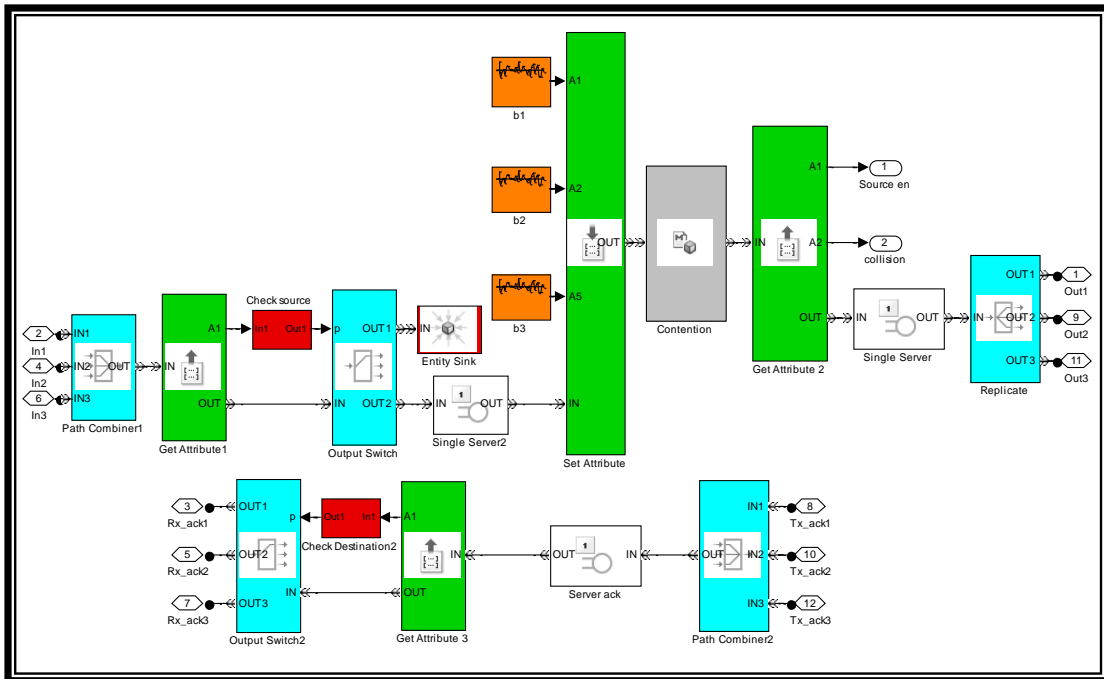 A1
b1
A2
b2
A5
b3
OUT
IN
Set Attribute
Contention
A1
IN
A2
OUT
Get Attribute 2
1
Source en
2
collision
1
IN
OUT
Single Server
OUT1
IN
OUT2
OUT3
Replicate
1
Out1
9
Out2
11
Out3
2
In1
4
In2
6
In3
IN1
IN2
OUT
IN3
Path Combiner1
A1
IN
OUT
Get Attribute1
Check source
In1
Out1
p
OUT1
IN
OUT2
Output Switch
IN
Entity Sink
1
IN
OUT
Single Server2
3
Rx_ack1
5
Rx_ack2
7
Rx_ack3
OUT1
p
OUT2
IN
OUT3
Output Switch2
Out1
In1
Check Destination2
A1
IN
OUT
Get Attribute 3
1
OUT
IN
Server ack
IN1
OUT
IN2
IN3
Path Combiner2
8
Tx_ack1
10
Tx_ack2
12
Tx_ack3